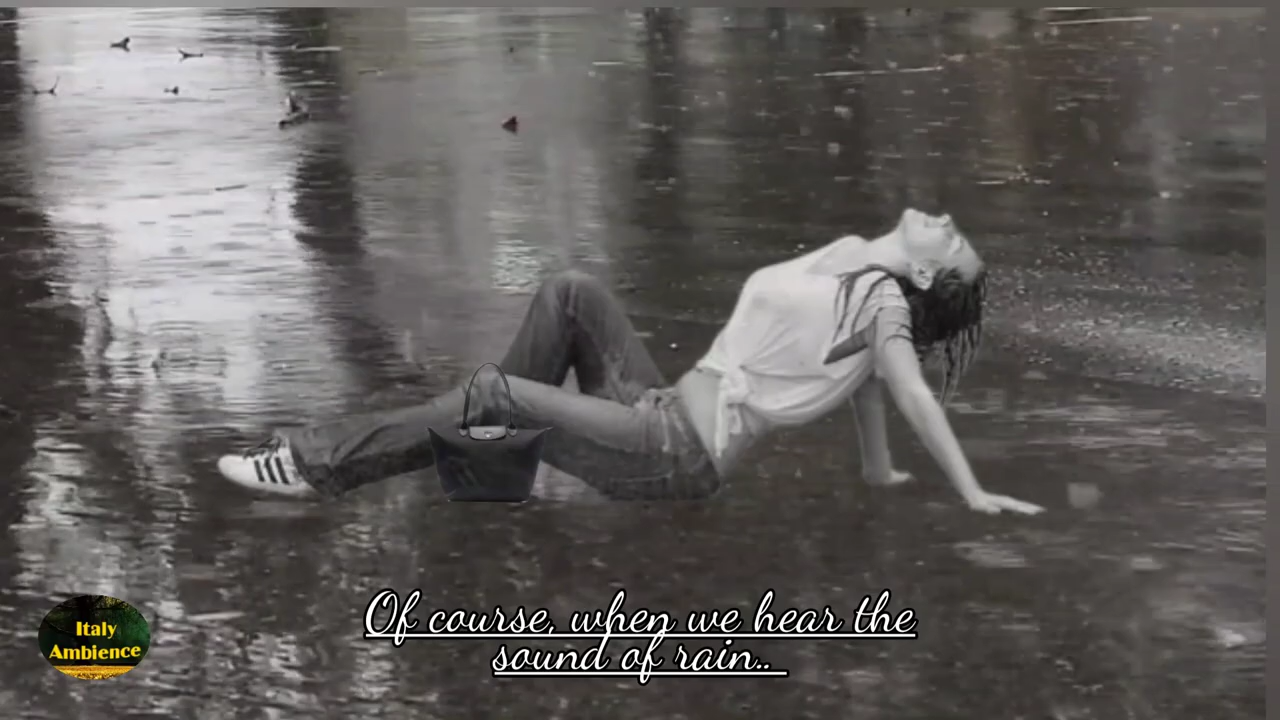 Of course, when we hear the
sound of rain..
Italy
Ambience